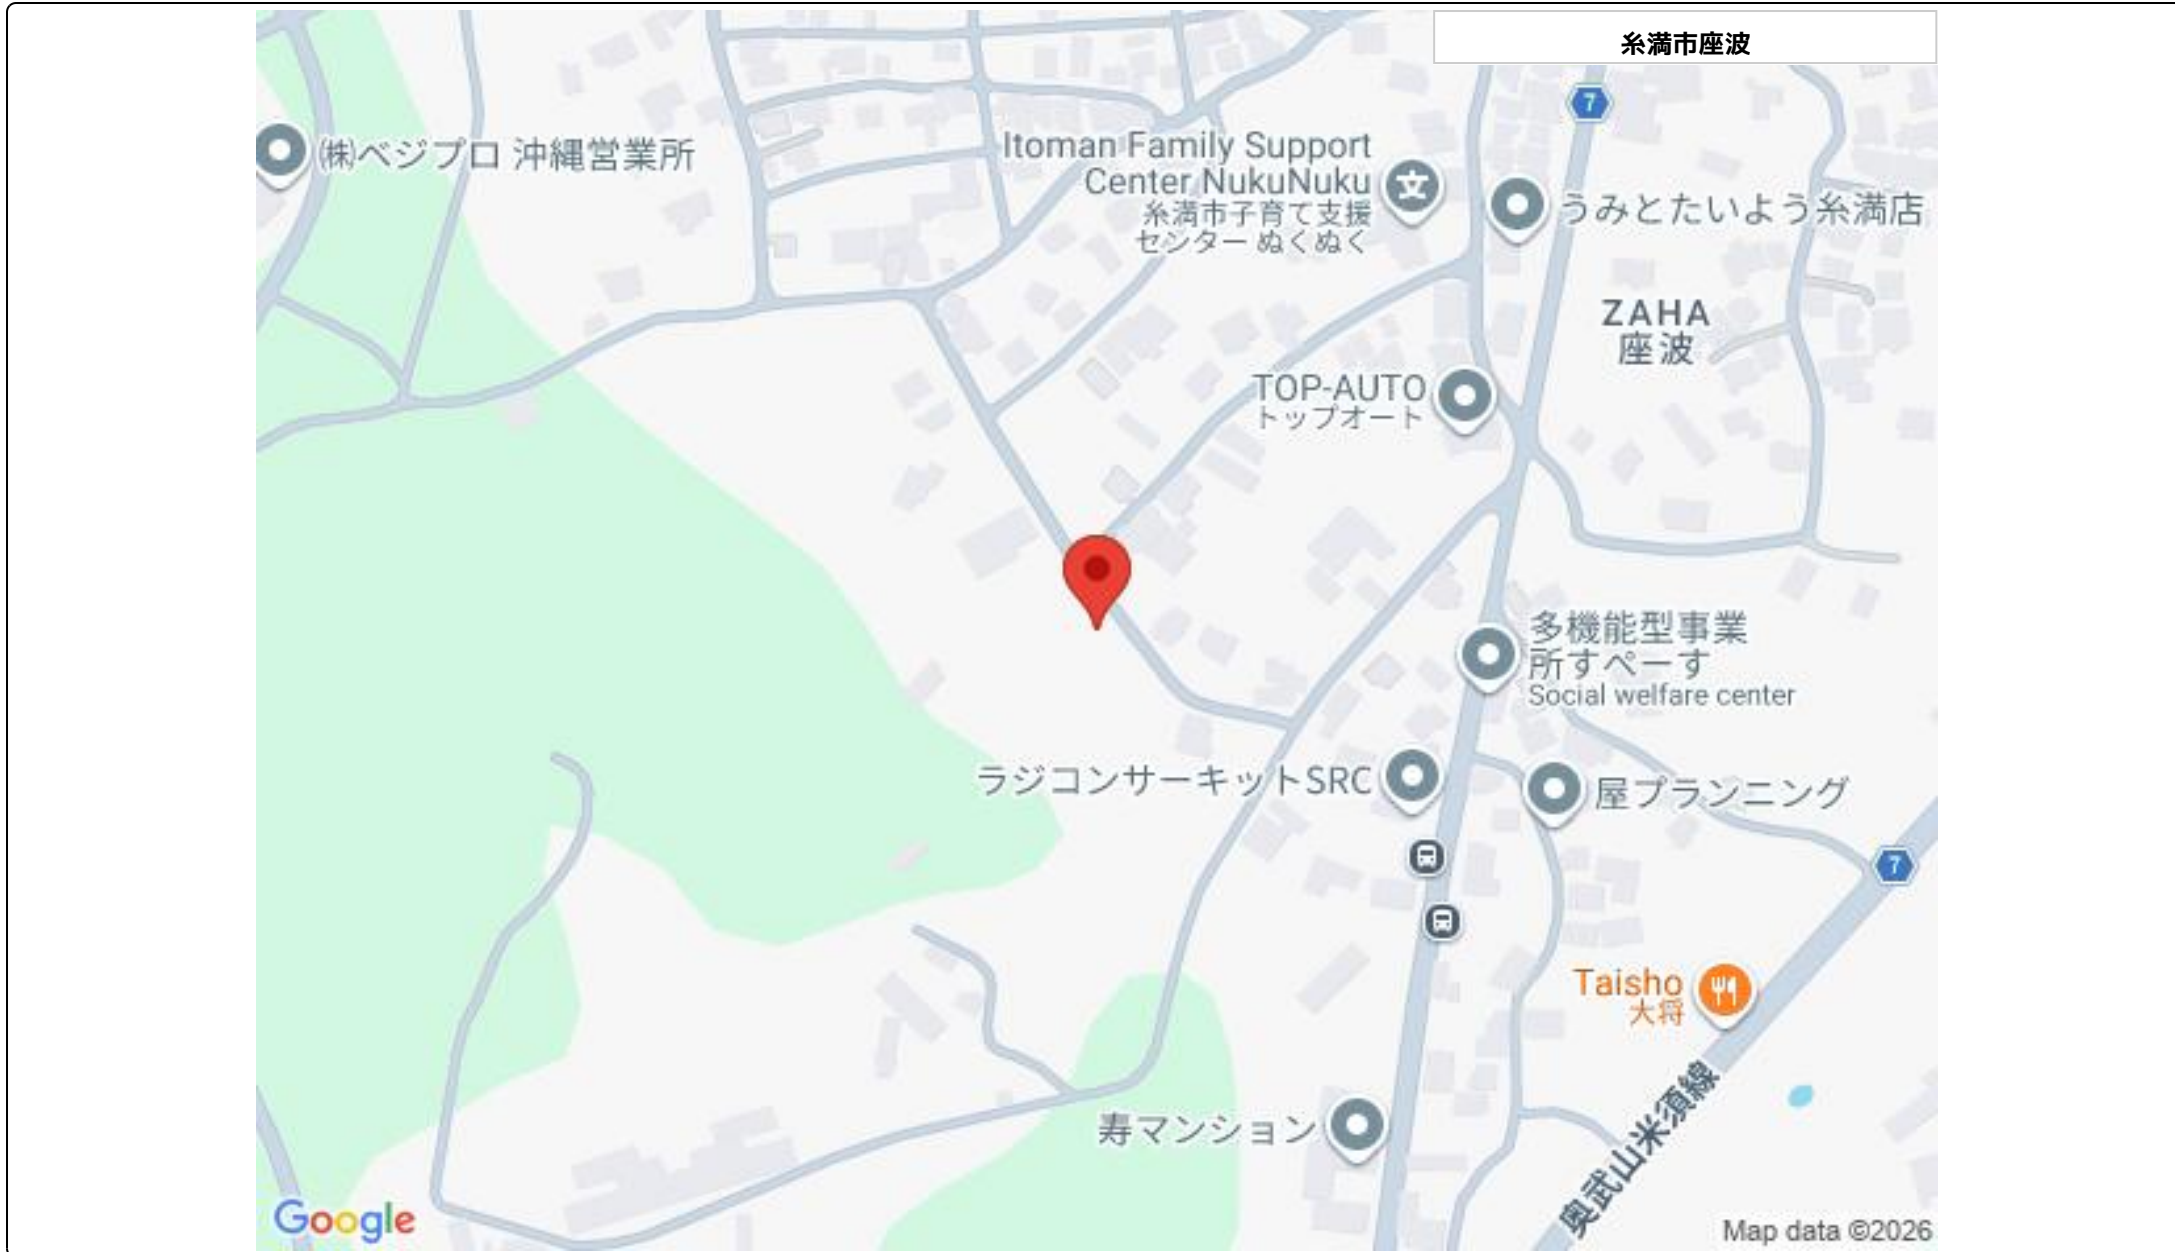 糸満市座波
7
㈱ベジプロ 沖縄営業所
Itoman Family Support
Center NukuNuku
糸満市子育て支援
センター ぬくぬく
うみとたいよう糸満店
ZAHA
座波
TOP-AUTO
トップオート
多機能型事業
所すぺーす
Social welfare center
ラジコンサーキットSRC
屋プランニング
7
Taisho
大将
寿マンション
奥武山米須線
Google
Map data ©2026